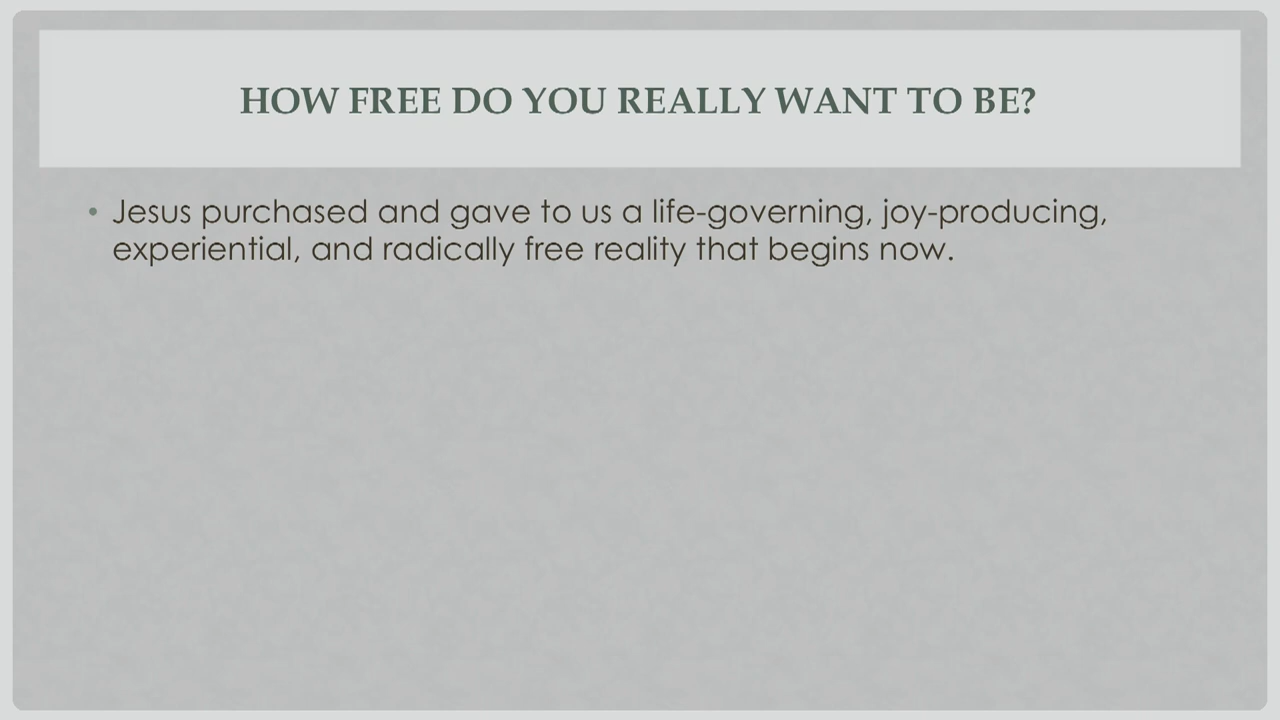 HOW FREE DO YOU REALLY WANT TO BE?
• Jesus purchased and gave to us a life-governing, joy-producing,
experiential, and radically free reality that begins now.